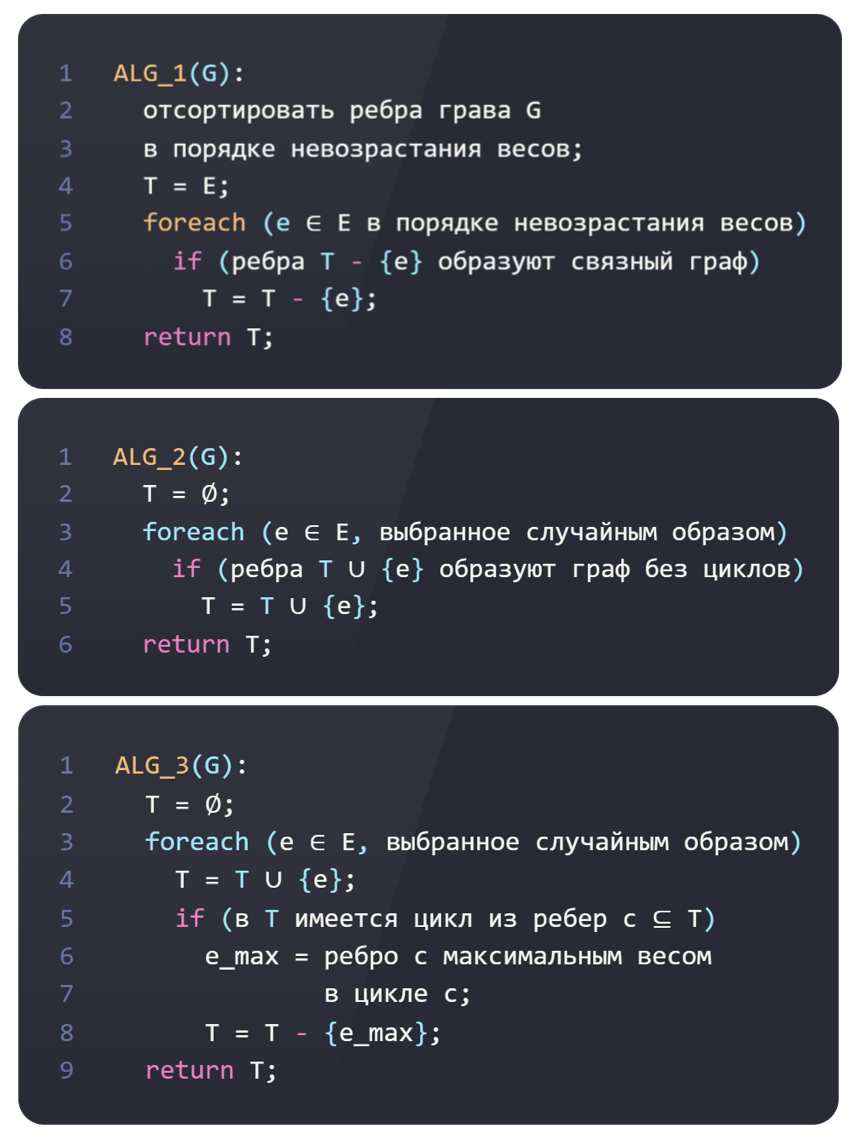 1 ALG_1(G):
2 отсортировать ребра грава G
3 в порядке невозрастания весов;
4 T = E;
5 foreach (e ∈ E в порядке невозрастания весов)
6 if (ребра T - {e} образуют связный граф)
7 T = T - {e};
8 return T;
1 ALG_2(G):
2 T = Ø;
3 foreach (e ∈ E, выбранное случайным образом)
4 if (ребра T ∪ {e} образуют граф без циклов)
5 T = T ∪ {e};
6 return T;
1 ALG_3(G):
2 T = Ø;
3 foreach (e ∈ E, выбранное случайным образом)
4 T = T ∪ {e};
5 if (в T имеется цикл из ребер c ⊆ T)
6 e_max = ребро с максимальным весом
7 в цикле c;
8 T = T - {e_max};
9 return T;